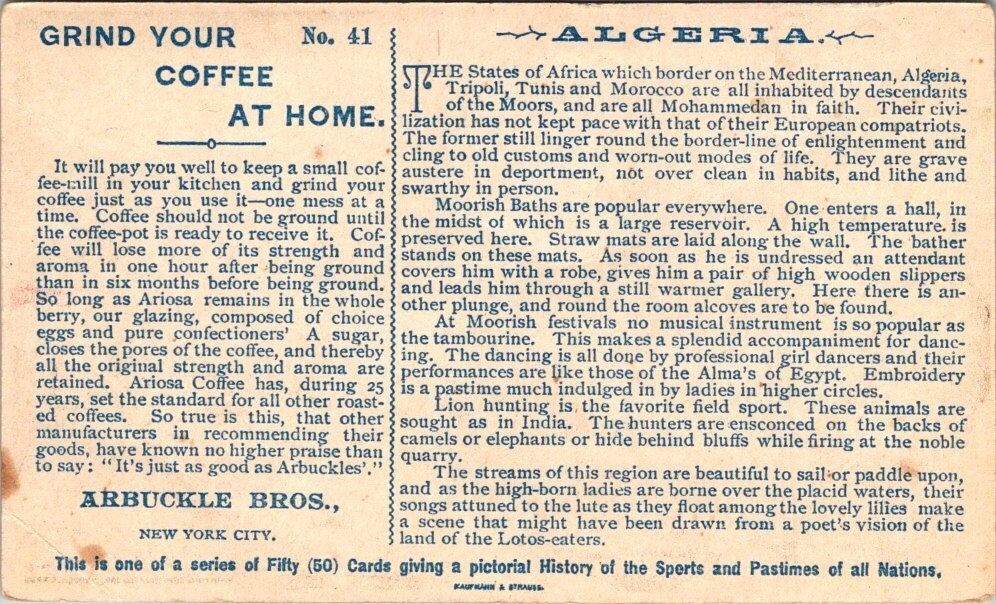 GRIND YOUR No. 41
COFFEE
AT HOME.
It will pay you well to keep a small cof-
fee-mill in your kitchen and grind your
coffee just as you use it—one mess at a
time. Coffee should not be ground until
the coffee-pot is ready to receive it. Cof-
fee will lose more of its strength and
aroma in one hour after being ground
than in six months before being ground.
So long as Ariosa remains in the whole
berry, our glazing, composed of choice
eggs and pure confectioners' A sugar,
closes the pores of the coffee, and thereby
all the original strength and aroma are
retained. Ariosa Coffee has, during 25
years, set the standard for all other roast-
ed coffees. So true is this, that other
manufacturers in recommending their
goods, have known no higher praise than
to say: "It's just as good as Arbuckles'."
ARBUCKLE BROS.,
NEW YORK CITY.
ALGERIA.
THE States of Africa which border on the Mediterranean, Algeria,
Tripoli, Tunis and Morocco are all inhabited by descendants
of the Moors, and are all Mohammedan in faith. Their civi-
lization has not kept pace with that of their European compatriots.
The former still linger round the border-line of enlightenment and
cling to old customs and worn-out modes of life. They are grave
austere in deportment, not over clean in habits, and lithe and
swarthy in person.
Moorish Baths are popular everywhere. One enters a hall, in
the midst of which is a large reservoir. A high temperature is
preserved here. Straw mats are laid along the wall. The bather
stands on these mats. As soon as he is undressed an attendant
covers him with a robe, gives him a pair of high wooden slippers
and leads him through a still warmer gallery. Here there is an-
other plunge, and round the room alcoves are to be found.
At Moorish festivals no musical instrument is so popular as
the tambourine. This makes a splendid accompaniment for danc-
ing. The dancing is all done by professional girl dancers and their
performances are like those of the Alma's of Egypt. Embroidery
is a pastime much indulged in by ladies in higher circles.
Lion hunting is the favorite field sport. These animals are
sought as in India. The hunters are ensconced on the backs of
camels or elephants or hide behind bluffs while firing at the noble
quarry.
The streams of this region are beautiful to sail or paddle upon,
and as the high-born ladies are borne over the placid waters, their
songs attuned to the lute as they float among the lovely lilies make
a scene that might have been drawn from a poet's vision of the
land of the Lotos-eaters.
This is one of a series of Fifty (50) Cards giving a pictorial History of the Sports and Pastimes of all Nations,
KAUFMANN & STRAUSS.